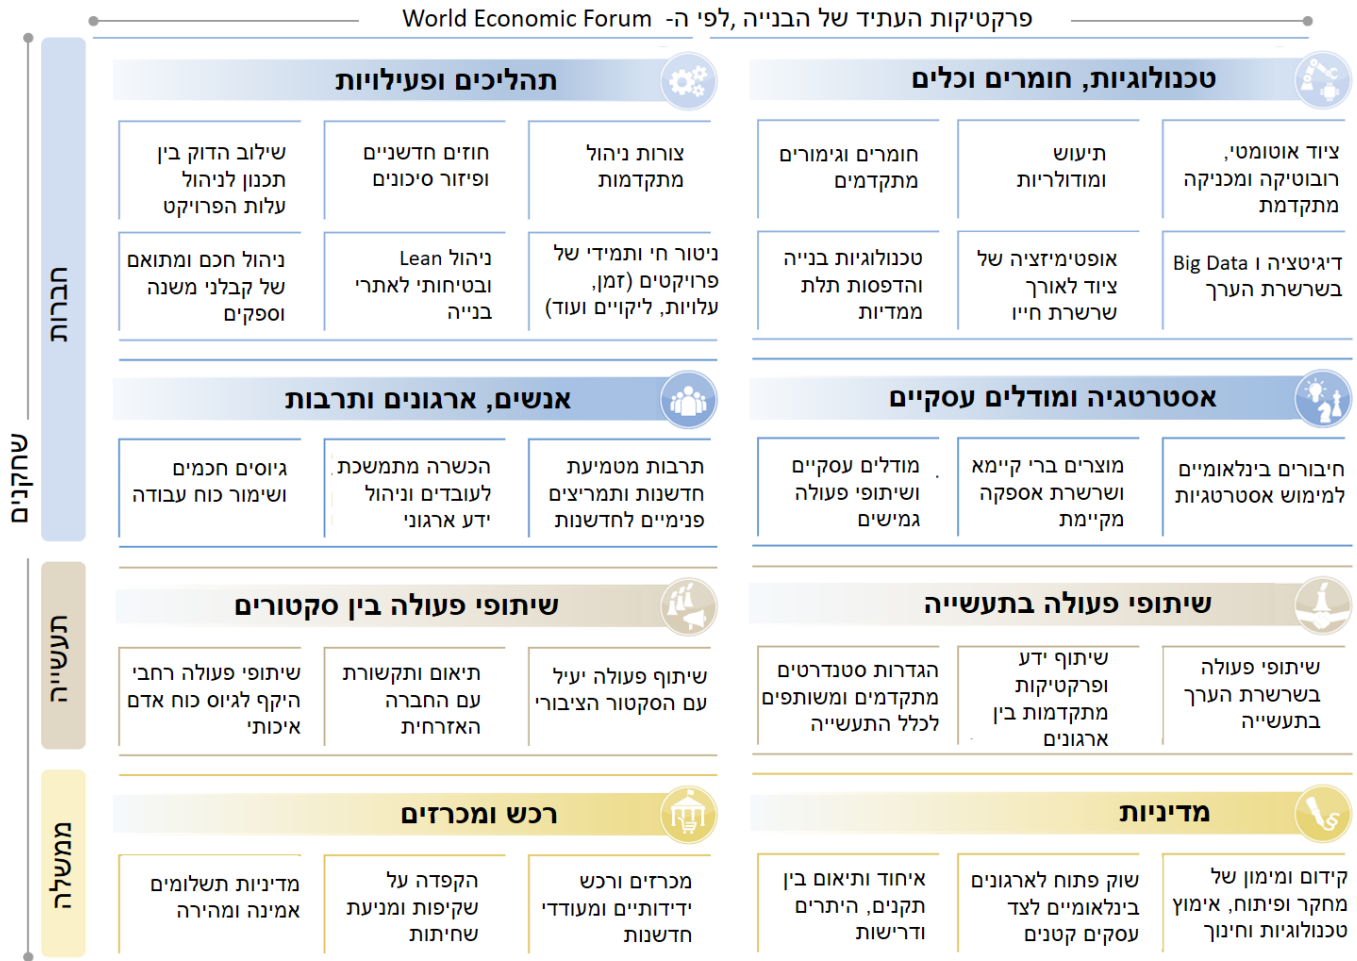 פרקטיקות העתיד של הבנייה, לפי ה- World Economic Forum
שחקנים
חברות
טכנולוגיות, חומרים וכלים
ציוד אוטומטי,
רובוטיקה ומכניקה
מתקדמת
תיעוש
ומודולריות
חומרים וגימורים
מתקדמים
דיגיטציה ו Big Data
בשרשרת הערך
אופטימיזציה של
ציוד לאורך
שרשרת חייו
טכנולוגיות בנייה
והדפסות תלת
ממדיות
תהליכים ופעילויות
צורות ניהול
מתקדמות
חוזים חדשניים
ופיזור סיכונים
שילוב הדוק בין
תכנון לניהול
עלות הפרויקט
ניטור חי ותמידי של
פרויקטים (זמן,
עלויות, ליקויים ועוד)
ניהול Lean
ובטיחותי לאתרי
בנייה
ניהול חכם ומתואם
של קבלני משנה
וספקים
אסטרטגיה ומודלים עסקיים
חיבורים בינלאומיים
למימוש אסטרטגיות
מוצרים ברי קיימא
ושרשרת אספקה
מקיימת
מודלים עסקיים
ושיתופי פעולה
גמישים
אנשים, ארגונים ותרבות
תרבות מטמיעת
חדשנות ותמריצים
פנימיים לחדשנות
הכשרה מתמשכת
לעובדים וניהול
ידע ארגוני
גיוסים חכמים
ושימור כוח עבודה
תעשייה
שיתופי פעולה בתעשייה
שיתופי פעולה
בשרשרת הערך
בתעשייה
שיתוף ידע
ופרקטיקות
מתקדמות בין
ארגונים
הגדרות סטנדרטים
מתקדמים ומשותפים
לכלל התעשייה
שיתופי פעולה בין סקטורים
שיתוף פעולה יעיל
עם הסקטור הציבורי
תיאום ותקשורת
עם החברה
האזרחית
שיתופי פעולה רחבי
היקף לגיוס כוח אדם
איכותי
ממשלה
מדיניות
קידום ומימון של
מחקר ופיתוח, אימוץ
טכנולוגיות וחינוך
שוק פתוח לארגונים
בינלאומיים לצד
עסקים קטנים
איחוד ותיאום בין
תקנים, היתרים
ודרישות
רכש ומכרזים
מכרזים ורכש
ידידותיים ומעודדי
חדשנות
הקפדה על
שקיפות ומניעת
שחיתות
מדיניות תשלומים
אמינה ומהירה